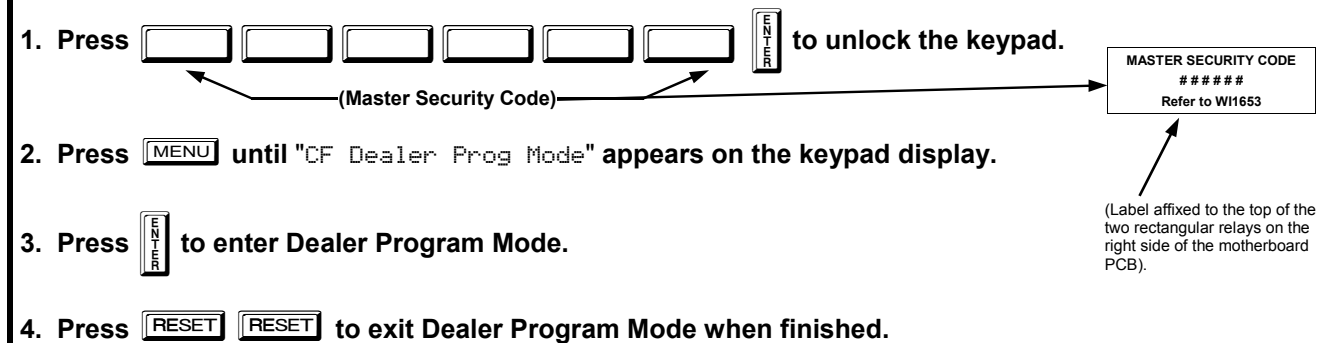 1. Press ENTER to unlock the keypad.
(Master Security Code)
MASTER SECURITY CODE
# # # # # #
Refer to WI1653
2. Press MENU until "CF Dealer Prog Mode" appears on the keypad display.
(Label affixed to the top of the
two rectangular relays on the
right side of the motherboard
PCB).
3. Press ENTER to enter Dealer Program Mode.
4. Press RESET RESET to exit Dealer Program Mode when finished.